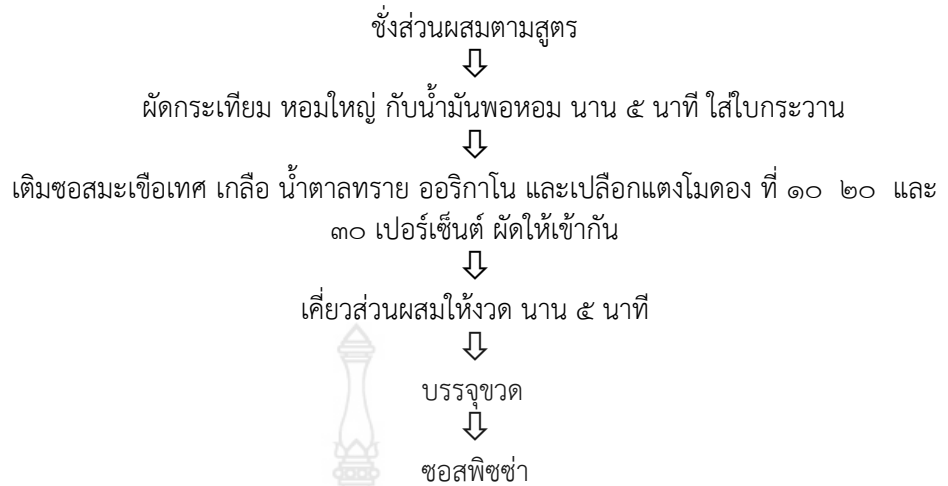 ชั่งส่วนผสมตามสูตร
ผัดกระเทียม หอมใหญ่ กับน้ำมันพอหอม นาน ๕ นาที ใส่ใบกระวาน
เติมซอสมะเขือเทศ เกลือ น้ำตาลทราย ออริกาโน และเปลือกแตงโมดอง ที่ ๑๐ ๒๐ และ
๓๐ เปอร์เซ็นต์ ผัดให้เข้ากัน
เคี่ยวส่วนผสมให้งวด นาน ๕ นาที
บรรจุขวด
ซอสพิซซ่า